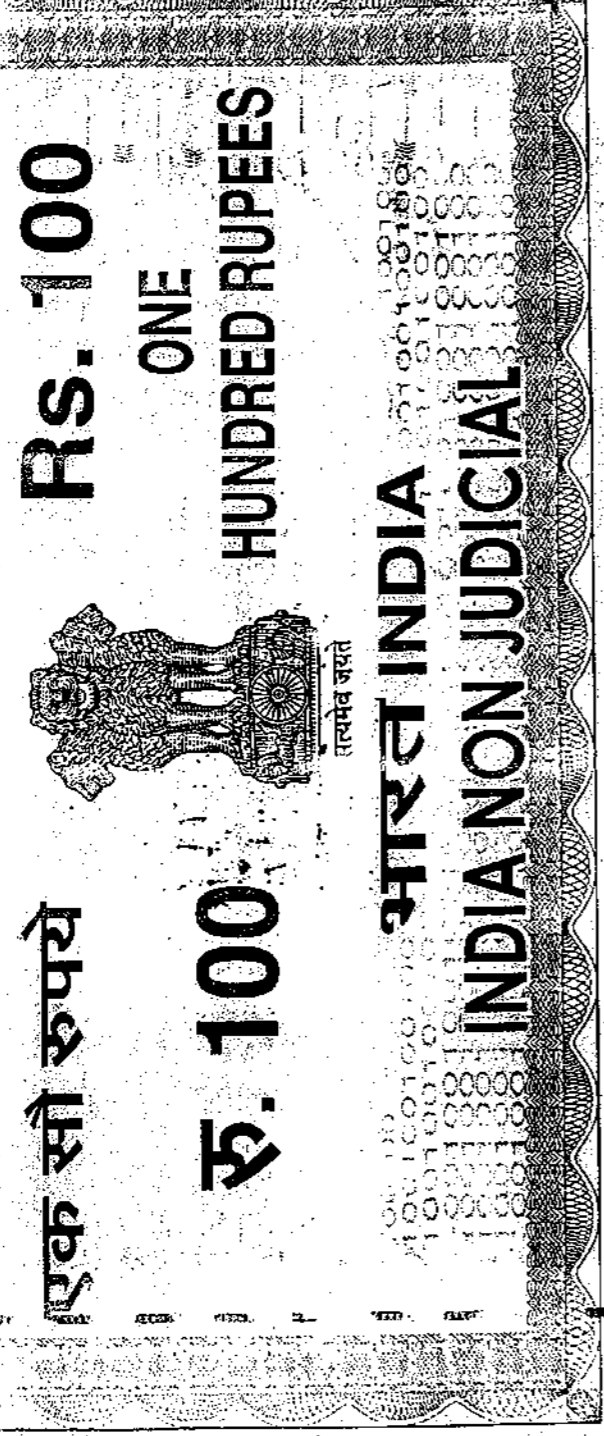 एक सौ रुपये
रु. 100
Rs. 100
ONE
HUNDRED RUPEES
सत्यमेव जयते
भारत INDIA
INDIA NON JUDICIAL